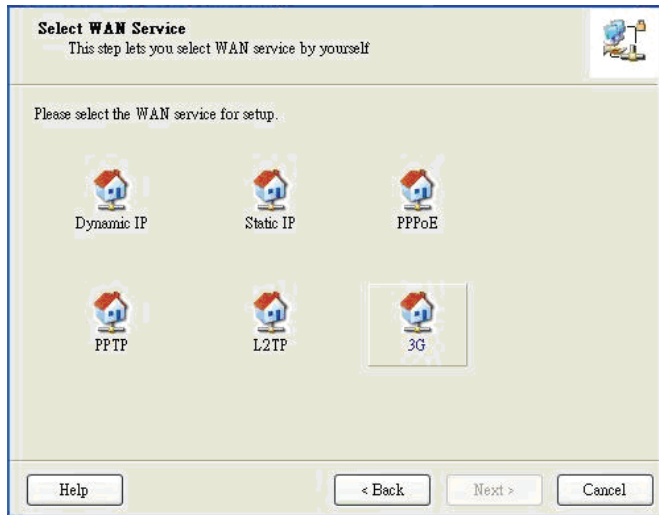 Select WAN Service
This step lets you select WAN service by yourself
Please select the WAN service for setup.
Dynamic IP
Static IP
PPPoE
PPTP
L2TP
3G
Help
< Back
Next >
Cancel